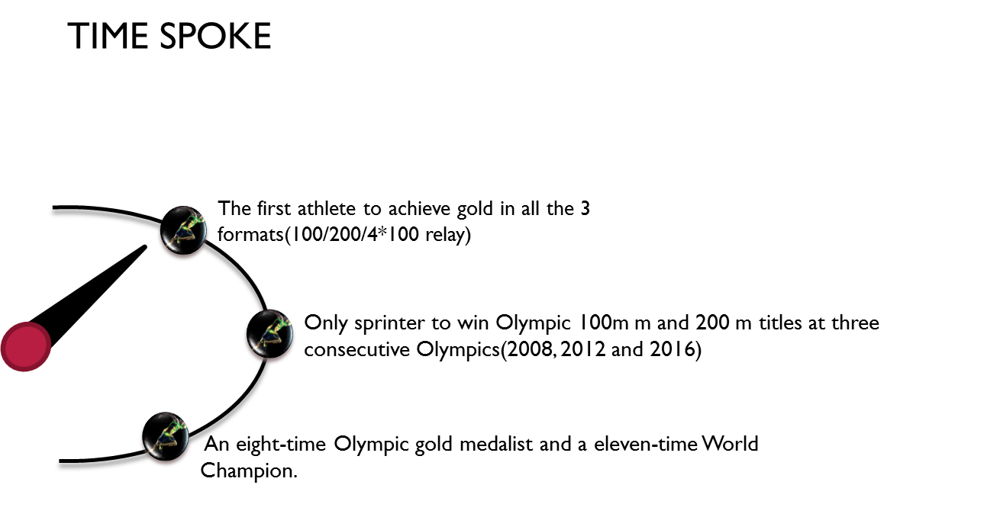 TIME SPOKE
The first athlete to achieve gold in all the 3
formats(100/200/4*100 relay)
Only sprinter to win Olympic 100m m and 200 m titles at three
consecutive Olympics(2008, 2012 and 2016)
An eight-time Olympic gold medalist and a eleven-time World
Champion.